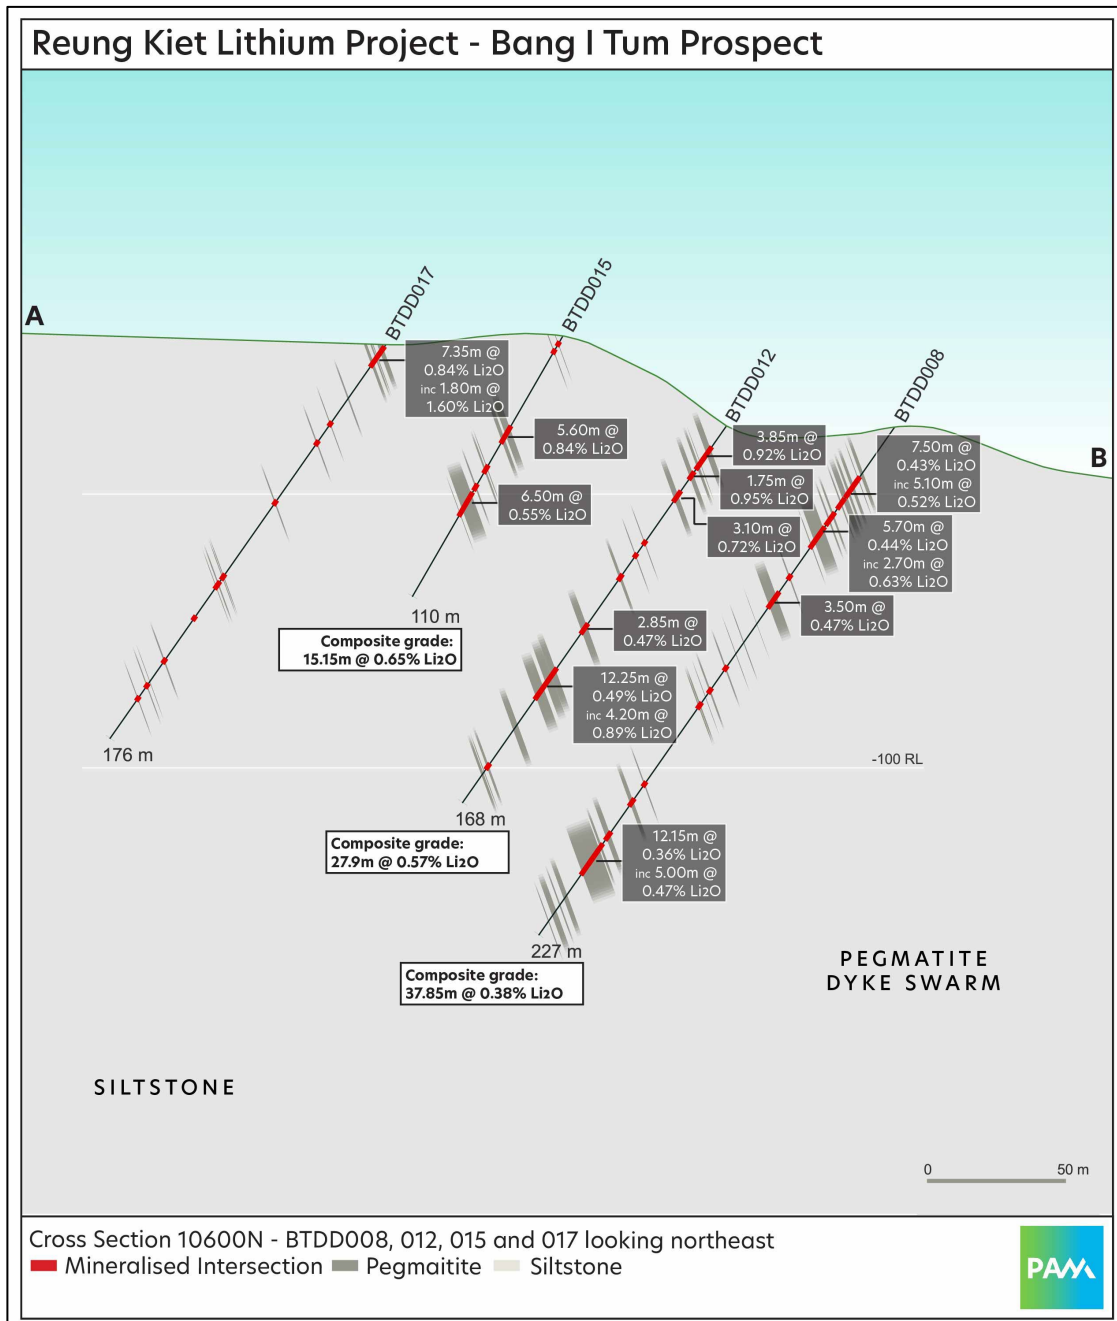 Reung Kiet Lithium Project - Bang I Tum Prospect
A
BTDD017
BTDD015
BTDD012
BTDD008
B
7.35m @
0.84% Li2O
inc 1.80m @
1.60% Li2O
5.60m @
0.84% Li2O
6.50m @
0.55% Li2O
3.85m @
0.92% Li2O
1.75m @
0.95% Li2O
3.10m @
0.72% Li2O
7.50m @
0.43% Li2O
inc 5.10m @
0.52% Li2O
5.70m @
0.44% Li2O
inc 2.70m @
0.63% Li2O
3.50m @
0.47% Li2O
110 m
Composite grade:
15.15m @ 0.65% Li2O
2.85m @
0.47% Li2O
12.25m @
0.49% Li2O
inc 4.20m @
0.89% Li2O
176 m
-100 RL
168 m
Composite grade:
27.9m @ 0.57% Li2O
12.15m @
0.36% Li2O
inc 5.00m @
0.47% Li2O
227 m
Composite grade:
37.85m @ 0.38% Li2O
PEGMATITE
DYKE SWARM
SILTSTONE
0 50 m
Cross Section 10600N - BTDD008, 012, 015 and 017 looking northeast
Mineralised Intersection Pegmaitite Siltstone
PAM